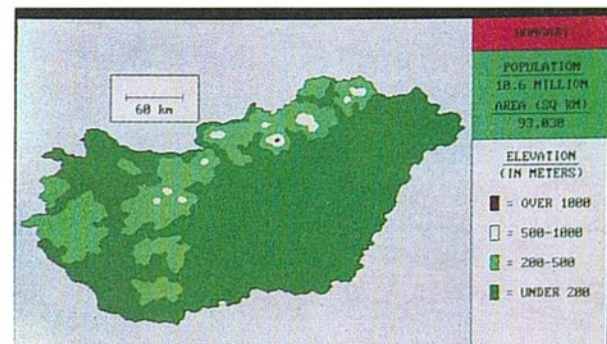 60 km
HUNGARY
POPULATION
10.6 MILLION
AREA (SQ KM)
93,030
ELEVATION
(IN METERS)
= OVER 1000
= 500-1000
= 200-500
= UNDER 200